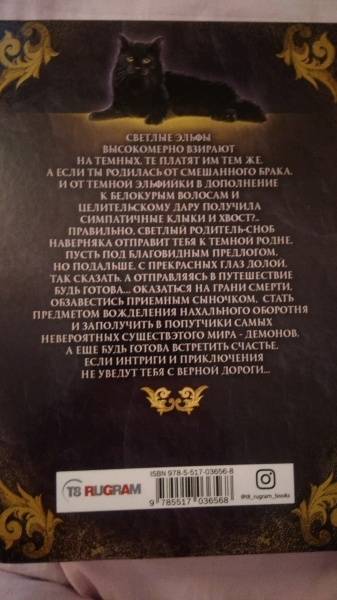 СВЕТЛЫЕ ЭЛЬФЫ
ВЫСОКОМЕРНО ВЗИРАЮТ
НА ТЕМНЫХ, ТЕ ПЛАТЯТ ИМ ТЕМ ЖЕ.
А ЕСЛИ ТЫ РОДИЛАСЬ ОТ СМЕШАННОГО БРАКА,
И ОТ ТЕМНОЙ ЭЛЬФИЙКИ В ДОПОЛНЕНИЕ
К БЕЛОКУРЫМ ВОЛОСАМ И
ЦЕЛИТЕЛЬСКОМУ ДАРУ ПОЛУЧИЛА
СИМПАТИЧНЫЕ КЛЫКИ И ХВОСТ?..
ПРАВИЛЬНО, СВЕТЛЫЙ РОДИТЕЛЬ-СНОБ
НАВЕРНЯКА ОТПРАВИТ ТЕБЯ К ТЕМНОЙ РОДНЕ.
ПУСТЬ ПОД БЛАГОВИДНЫМ ПРЕДЛОГОМ,
НО ПОДАЛЬШЕ. С ПРЕКРАСНЫХ ГЛАЗ ДОЛОЙ,
ТАК СКАЗАТЬ. А ОТПРАВЛЯЯСЬ В ПУТЕШЕСТВИЕ
БУДЬ ГОТОВА... ОКАЗАТЬСЯ НА ГРАНИ СМЕРТИ,
ОБЗАВЕСТИСЬ ПРИЕМНЫМ СЫНОЧКОМ, СТАТЬ
ПРЕДМЕТОМ ВОЖДЕЛЕНИЯ НАХАЛЬНОГО ОБОРОТНЯ
И ЗАПОЛУЧИТЬ В ПОПУТЧИКИ САМЫХ
НЕВЕРОЯТНЫХ СУЩЕСТВЭТОГО МИРА - ДЕМОНОВ.
А ЕЩЕ БУДЬ ГОТОВА ВСТРЕТИТЬ СЧАСТЬЕ,
ЕСЛИ ИНТРИГИ И ПРИКЛЮЧЕНИЯ
НЕ УВЕДУТ ТЕБЯ С ВЕРНОЙ ДОРОГИ...
ISBN 978-5-517-03656-8
T8 RUGRAM
9 785517 036568
@t8_rugram_books